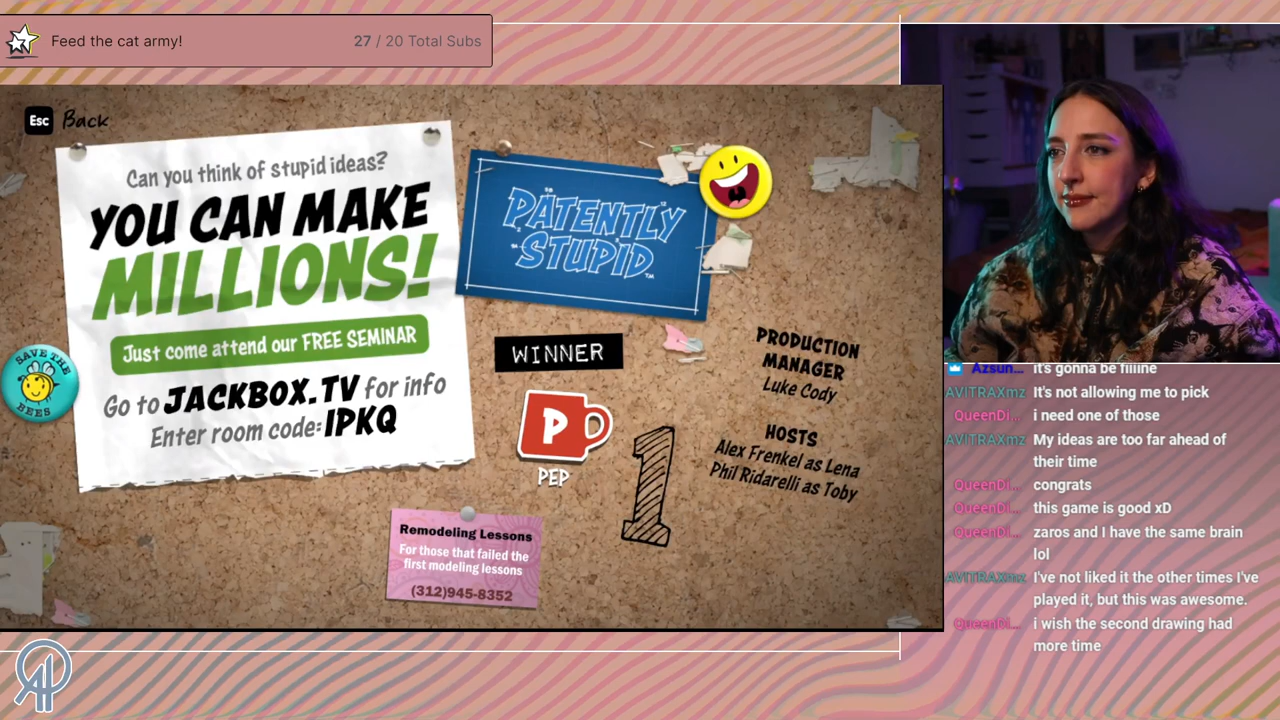 Feed the cat army!
27 / 20 Total Subs
Esc Back
Can you think of stupid ideas?
YOU CAN MAKE
MILLIONS!
Just come attend our FREE SEMINAR
Go to JACKBOX.TV for info
Enter room code: IPKQ
SAVE THE
BEES
PATENTLY
STUPID
WINNER
P
PEP
1
PRODUCTION
MANAGER
Luke Cody
HOSTS
Alex Frenkel as Lena
Phil Ridarelli as Toby
Remodeling Lessons
For those that failed the
first modeling lessons
(312)945-8352
Azsun... it's gonna be fiiiine
AVITRAXmz It's not allowing me to pick
QueenDi... i need one of those
AVITRAXmz My ideas are too far ahead of
their time
QueenDi... congrats
QueenDi... this game is good xD
QueenDi... zaros and I have the same brain
lol
AVITRAXmz I've not liked it the other times I've
played it, but this was awesome.
QueenDi... i wish the second drawing had
more time